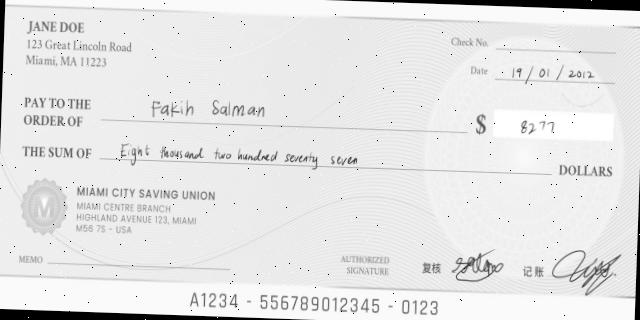 JANE DOE
123 Great Lincoln Road
Miami, MA 11223
Check No.
Date 19/01/2012
PAY TO THE
ORDER OF Fakih Salman
$ 8277
THE SUM OF Eight thousand two hundred seventy seven DOLLARS
M
MIAMI CITY SAVING UNION
MIAMI CENTRE BRANCH
HIGHLAND AVENUE 123, MIAMI
M56 7S - USA
MEMO
AUTHORIZED
SIGNATURE
复核
记账
A1234 - 556789012345 - 0123